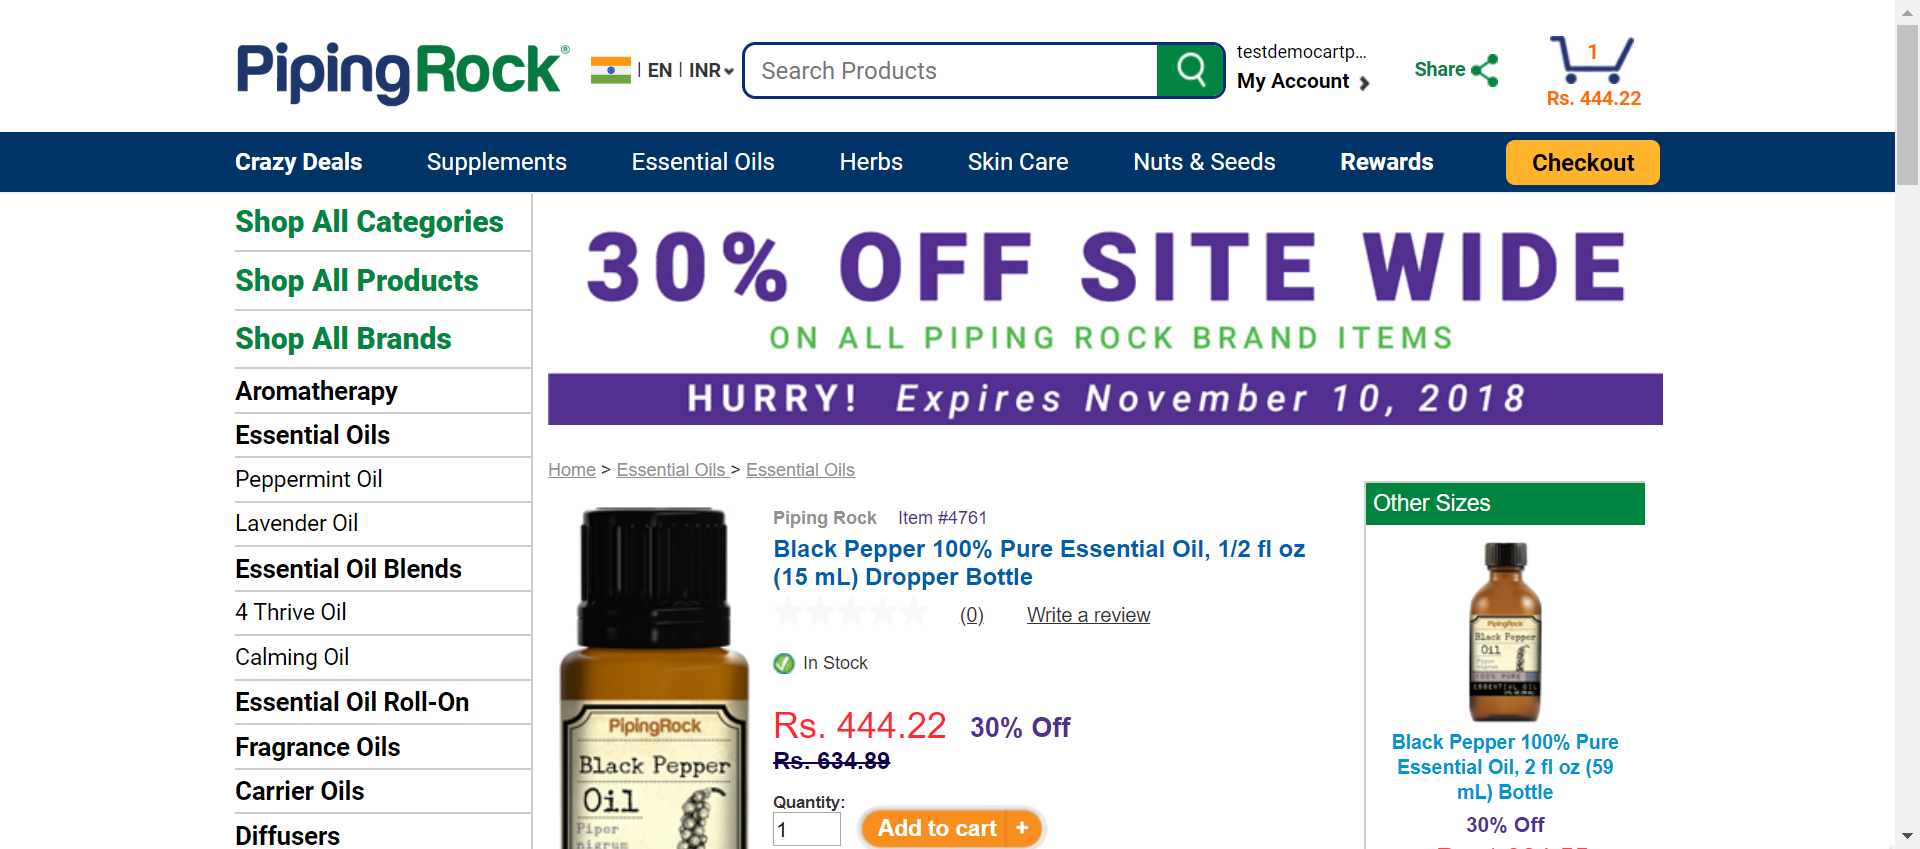 PipingRock®
EN
INR
Search Products
testdemocartp...
My Account
Share
1
Rs. 444.22
Crazy Deals
Supplements
Essential Oils
Herbs
Skin Care
Nuts & Seeds
Rewards
Checkout
Shop All Categories
Shop All Products
Shop All Brands
Aromatherapy
Essential Oils
Peppermint Oil
Lavender Oil
Essential Oil Blends
4 Thrive Oil
Calming Oil
Essential Oil Roll-On
Fragrance Oils
Carrier Oils
Diffusers
30% OFF SITE WIDE
ON ALL PIPING ROCK BRAND ITEMS
HURRY! Expires November 10, 2018
Home > Essential Oils > Essential Oils
PipingRock
Black Pepper
Oil
Piper
nigrum
Piping Rock Item #4761
Black Pepper 100% Pure Essential Oil, 1/2 fl oz
(15 mL) Dropper Bottle
(0) Write a review
In Stock
Rs. 444.22 30% Off
Rs. 634.89
Quantity:
1
Add to cart +
Other Sizes
PipingRock
Black Pepper
Oil
Piper
nigrum
100% PURE
ESSENTIAL OIL
Black Pepper 100% Pure
Essential Oil, 2 fl oz (59
mL) Bottle
30% Off